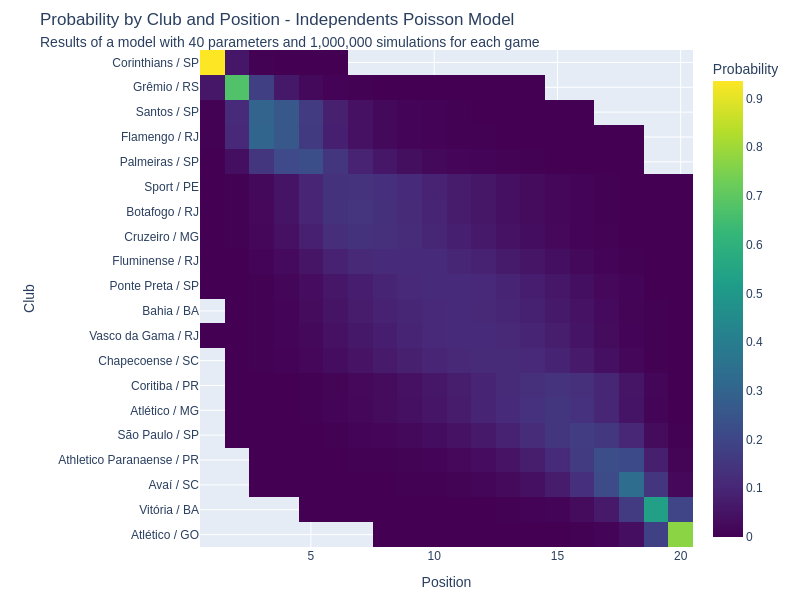 Probability by Club and Position - Independents Poisson Model
Results of a model with 40 parameters and 1,000,000 simulations for each game
Probability
Corinthians / SP
Grêmio / RS
Santos / SP
Flamengo / RJ
Palmeiras / SP
Sport / PE
Botafogo / RJ
Cruzeiro / MG
Fluminense / RJ
Ponte Preta / SP
Bahia / BA
Vasco da Gama / RJ
Chapecoense / SC
Coritiba / PR
Atlético / MG
São Paulo / SP
Athletico Paranaense / PR
Avaí / SC
Vitória / BA
Atlético / GO
Club
5
10
15
20
Position
0.9
0.8
0.7
0.6
0.5
0.4
0.3
0.2
0.1
0